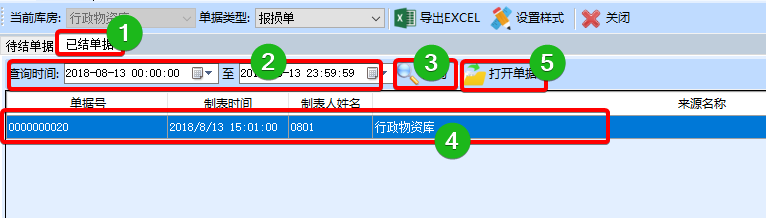 当前库房: 行政物资库 单据类型: 报损单 导出EXCEL 设置样式 关闭
1
待结单据 已结单据
2 3 5
查询时间: 2018-08-13 00:00:00 至 23:59:59 打开单据
单据号 制表时间 制表人姓名 来源名称
0000000020 2018/8/13 15:01:00 0801 行政物资库
4